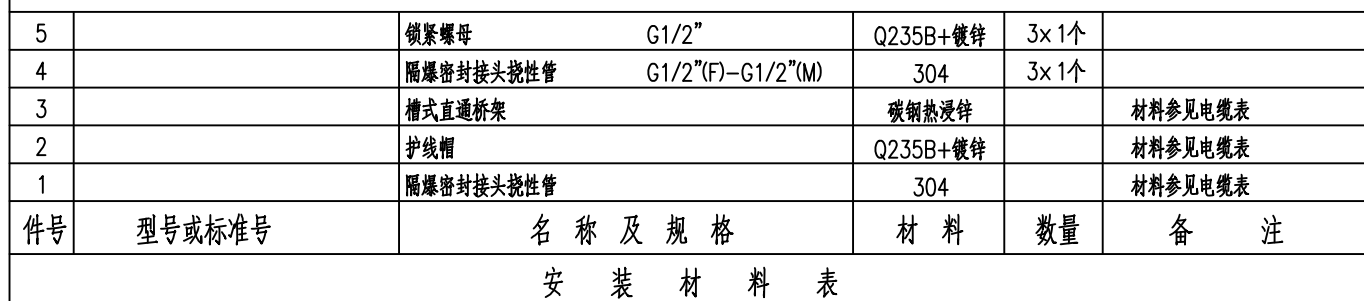 5 锁紧螺母 G1/2" Q235B+镀锌 3x1个
4 隔爆密封接头挠性管 G1/2"(F)-G1/2"(M) 304 3x1个
3 槽式直通桥架 碳钢热浸锌 材料参见电缆表
2 护线帽 Q235B+镀锌 材料参见电缆表
1 隔爆密封接头挠性管 304 材料参见电缆表
件号 型号或标准号 名称及规格 材料 数量 备注
安装材料表